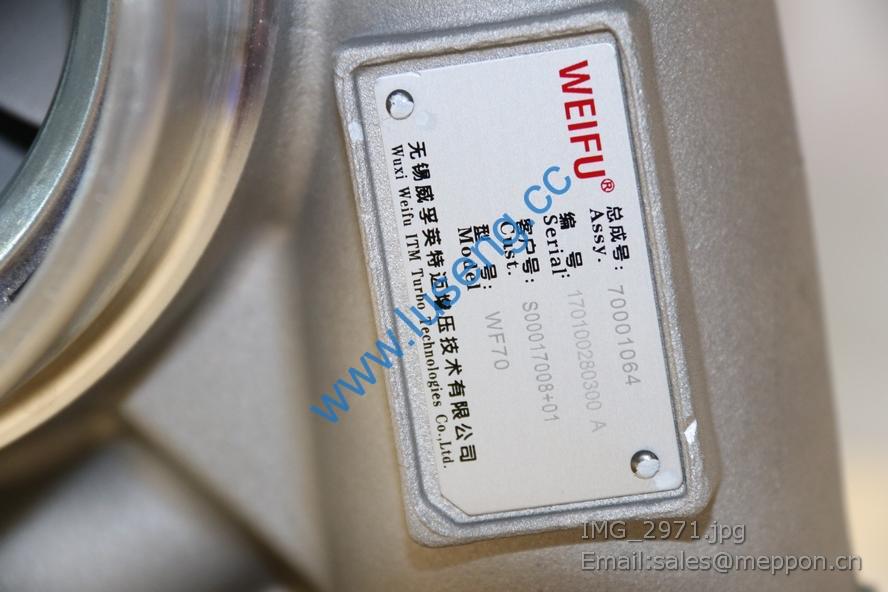 WEIFU®
总成号: 70001064
Assy.
编 号: 170100280300 A
Serial
客户号: S00017008+01
Cust.
型 号: WF70
Model
无锡威孚英特迈增压技术有限公司
Wuxi Weifu ITM Turbo Technologies Co.,Ltd.
www.luseng.cc
IMG_2971.jpg
Email:sales@meppon.cn